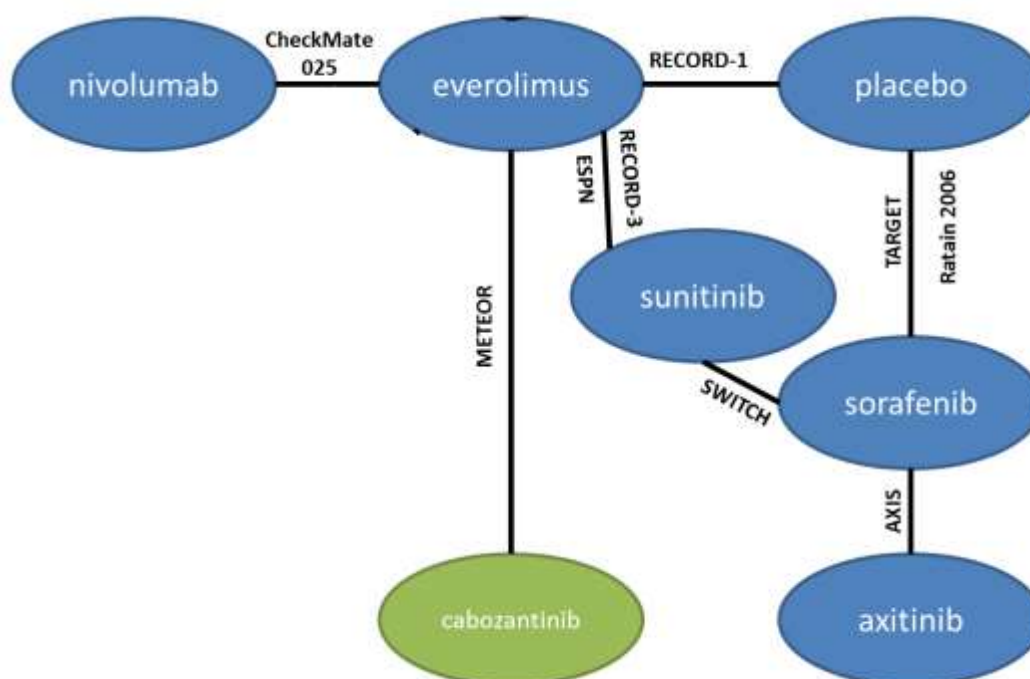 CheckMate
025
nivolumab
everolimus
RECORD-1
placebo
ESPN
RECORD-3
TARGET
Ratain 2006
METEOR
sunitinib
SWITCH
sorafenib
AXIS
cabozantinib
axitinib